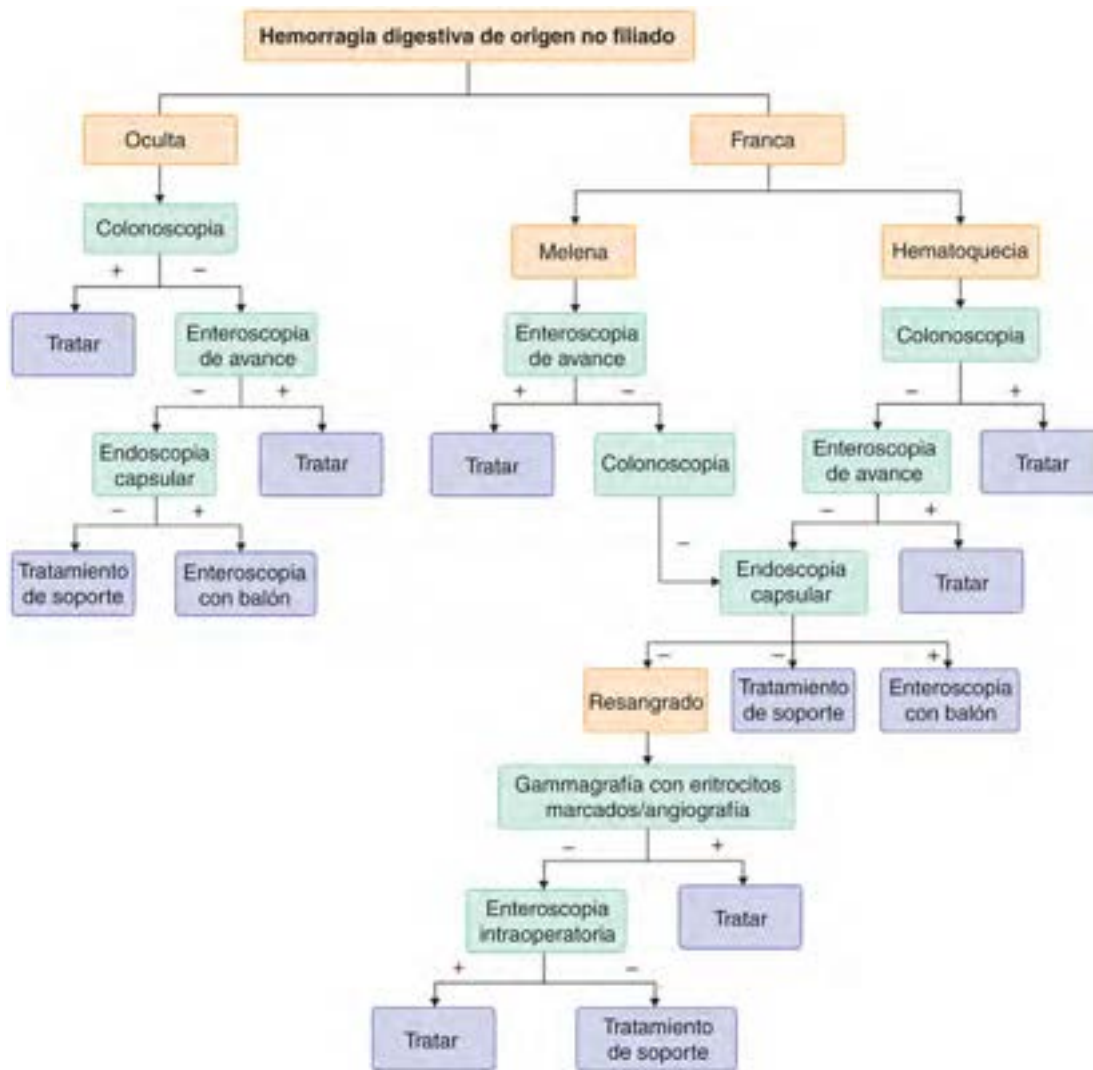 Hemorragia digestiva de origen no filiado
Oculta
Franca
Colonoscopia
Melena
Hematoquecia
+
–
Tratar
Enteroscopia
de avance
Enteroscopia
de avance
Colonoscopia
–
+
+
–
–
+
Endoscopia
capsular
Tratar
Tratar
Colonoscopia
Enteroscopia
de avance
Tratar
–
+
–
+
Tratamiento
de soporte
Enteroscopia
con balón
–
Endoscopia
capsular
Tratar
–
–
+
Resangrado
Tratamiento
de soporte
Enteroscopia
con balón
Gammagrafía con eritrocitos
marcados/angiografía
–
+
Enteroscopia
intraoperatoria
Tratar
+
–
Tratar
Tratamiento
de soporte